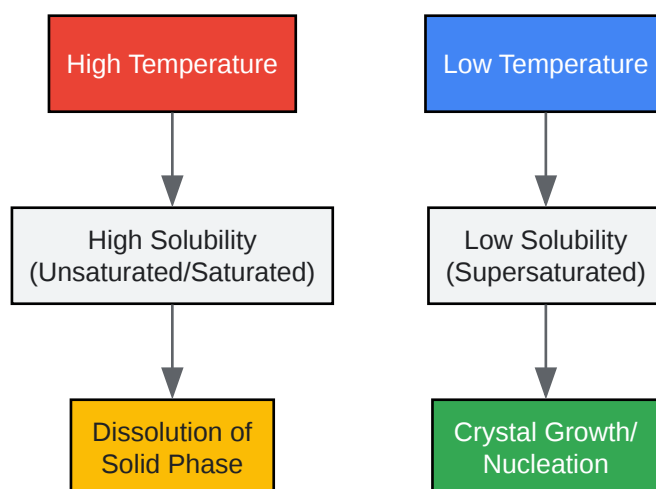 High Temperature
Low Temperature
High Solubility
(Unsaturated/Saturated)
Low Solubility
(Supersaturated)
Dissolution of
Solid Phase
Crystal Growth/
Nucleation